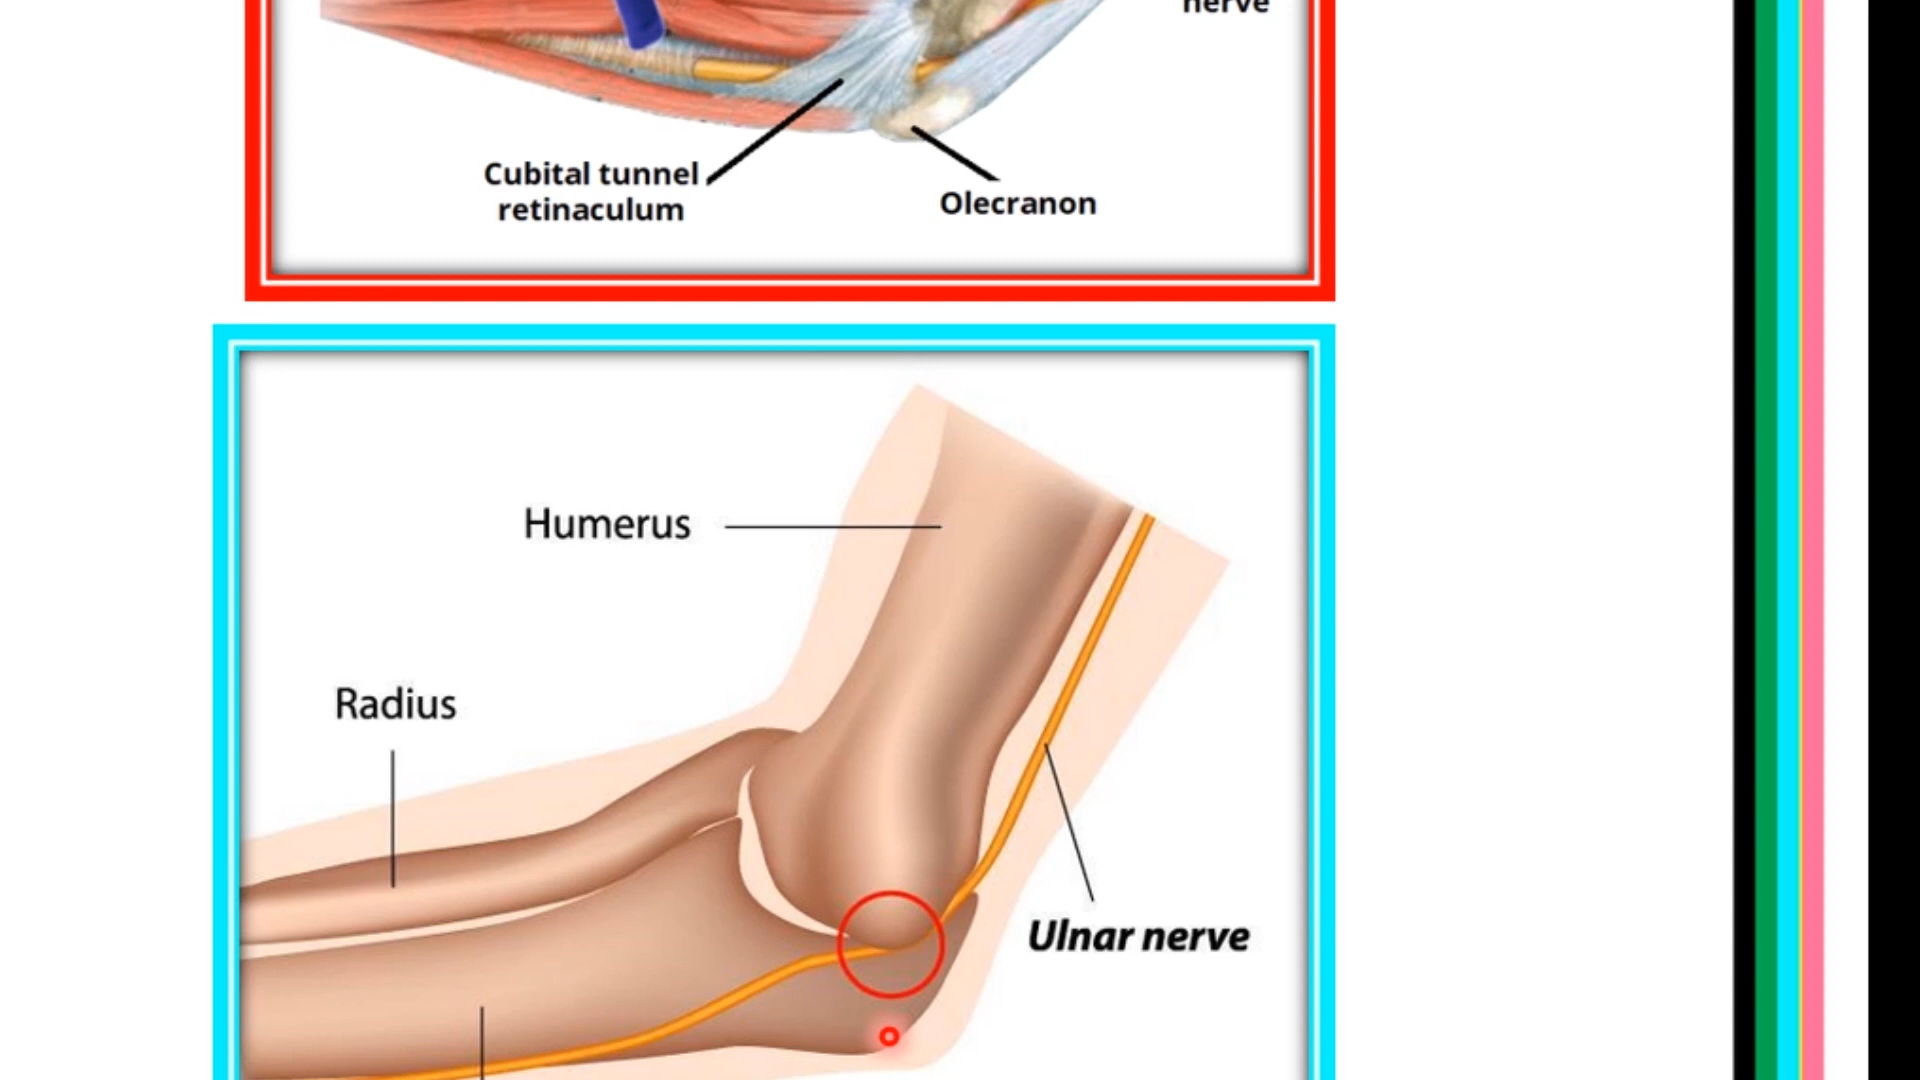 nerve
Cubital tunnel
retinaculum
Olecranon
Humerus
Radius
Ulnar nerve